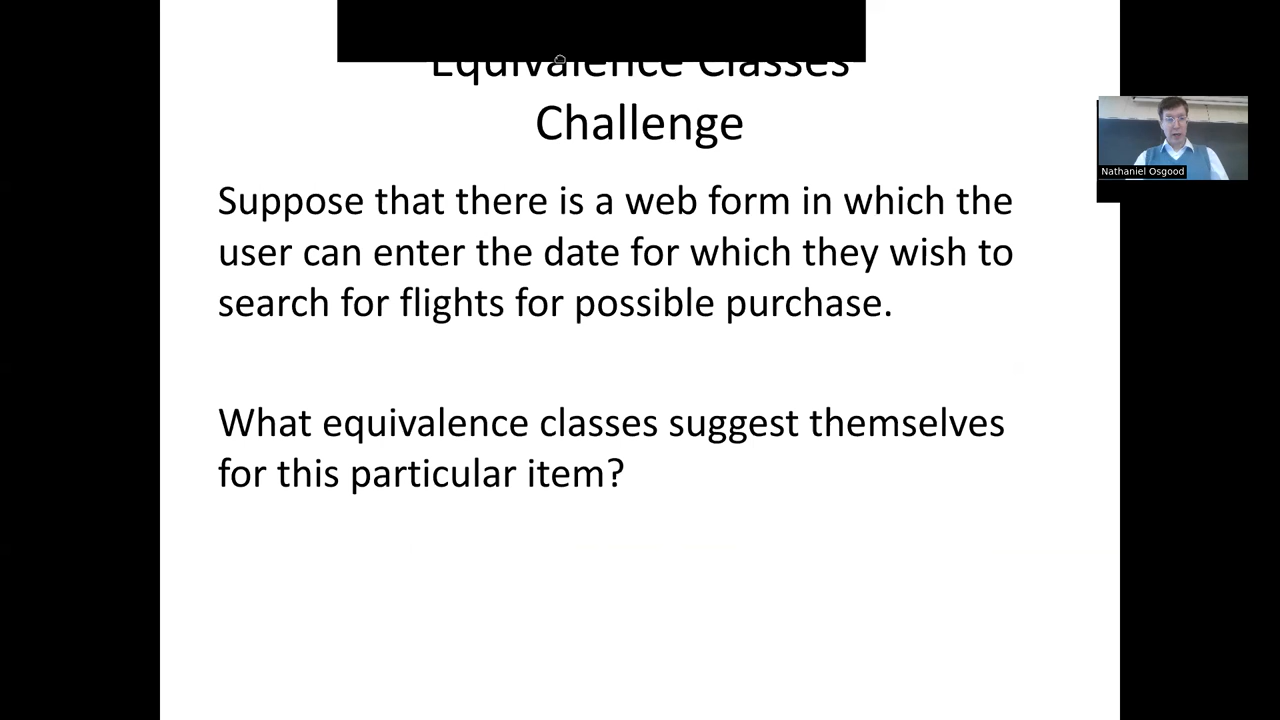 Equivalence Classes
Challenge
Suppose that there is a web form in which the
user can enter the date for which they wish to
search for flights for possible purchase.
What equivalence classes suggest themselves
for this particular item?
Nathaniel Osgood